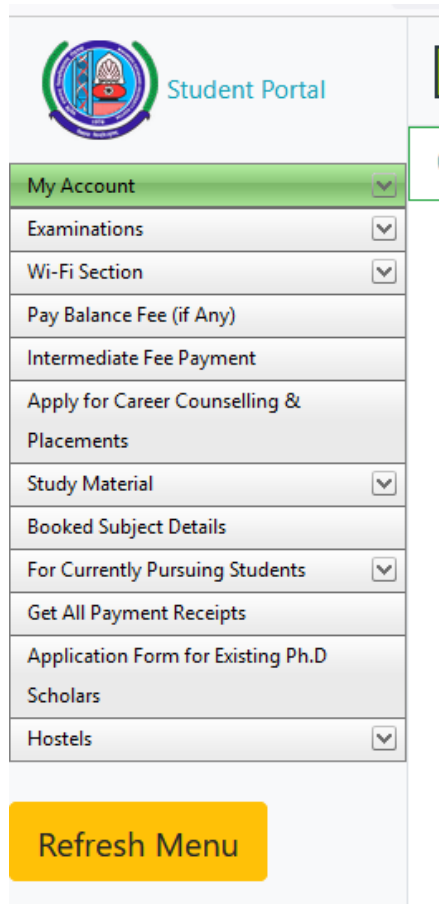 Student Portal
My Account
Examinations
Wi-Fi Section
Pay Balance Fee (if Any)
Intermediate Fee Payment
Apply for Career Counselling &
Placements
Study Material
Booked Subject Details
For Currently Pursuing Students
Get All Payment Receipts
Application Form for Existing Ph.D
Scholars
Hostels
Refresh Menu